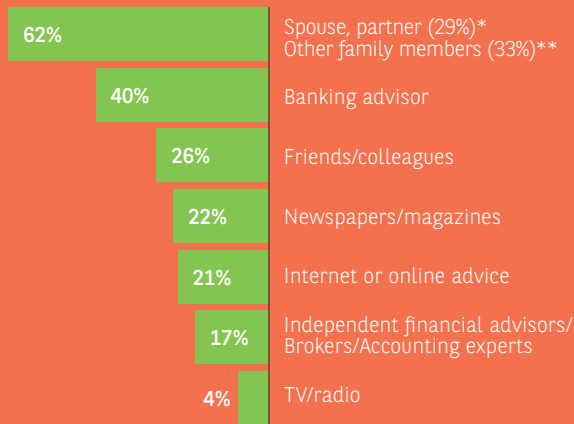 62%
Spouse, partner (29%)*
Other family members (33%)**
40%
Banking advisor
26%
Friends/colleagues
22%
Newspapers/magazines
21%
Internet or online advice
17%
Independent financial advisors/
Brokers/Accounting experts
4%
TV/radio